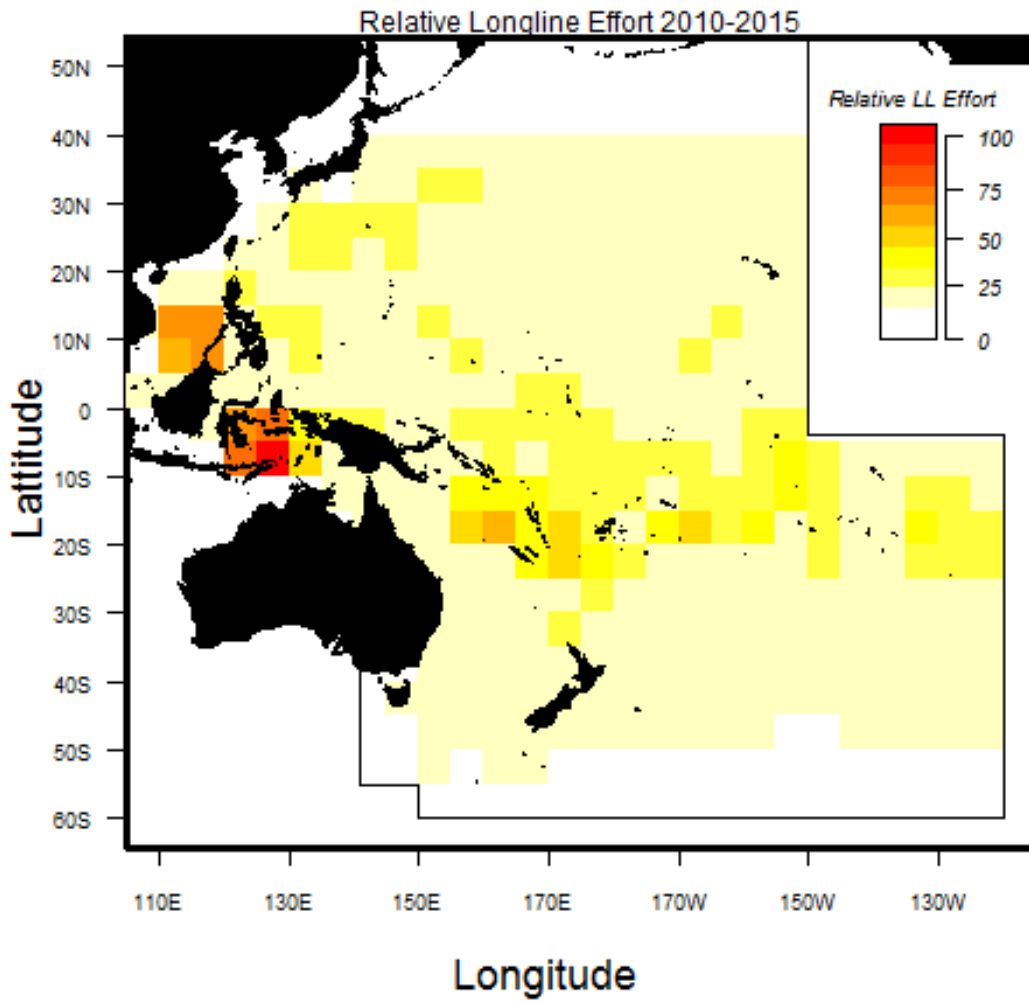 Relative Longline Effort 2010-2015
50N
40N
30N
20N
10N
0
10S
20S
30S
40S
50S
60S
Lattitude
Relative LL Effort
100
75
50
25
0
110E 130E 150E 170E 170W 150W 130W
Longitude